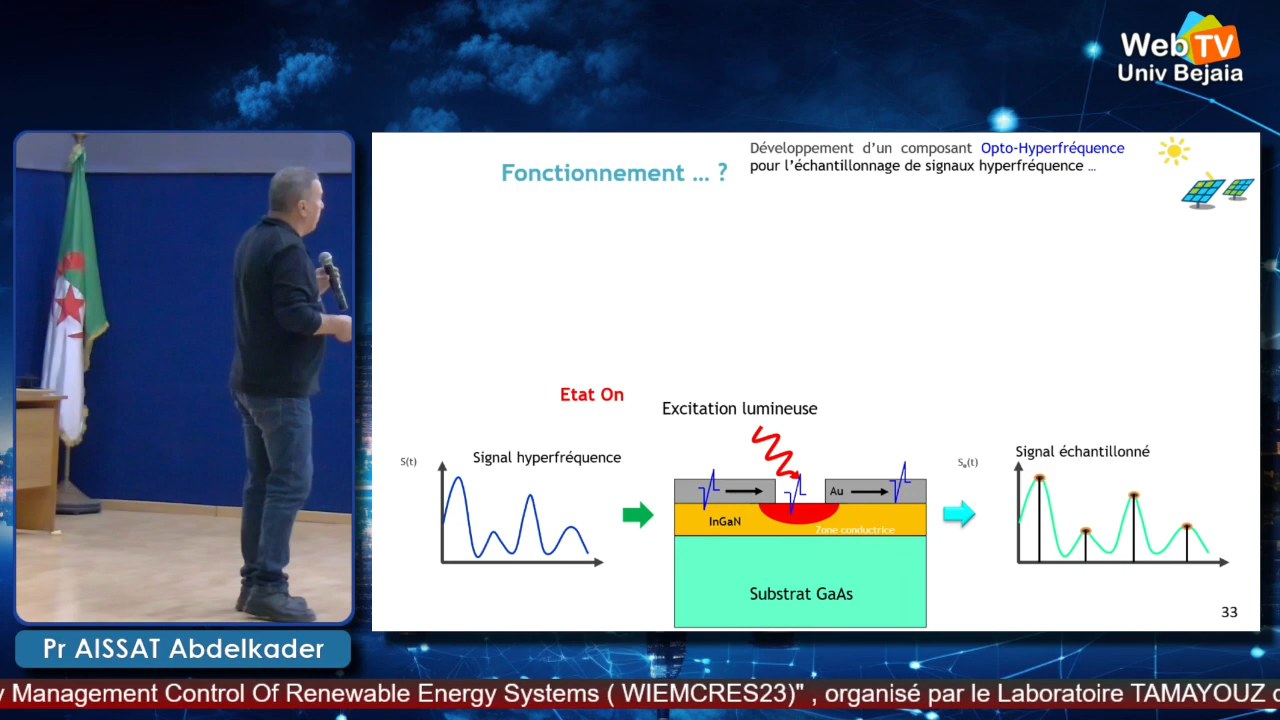 Web TV
Univ Bejaia
Développement d'un composant Opto-Hyperfréquence
pour l'échantillonnage de signaux hyperfréquence ...
Fonctionnement ... ?
Etat On
Excitation lumineuse
S(t)
Signal hyperfréquence
Au
InGaN
Zone conductrice
Substrat GaAs
Sₑ(t)
Signal échantillonné
33
Pr AISSAT Abdelkader
y Management Control Of Renewable Energy Systems ( WIEMCRES23)" , organisé par le Laboratoire TAMAYOUZ